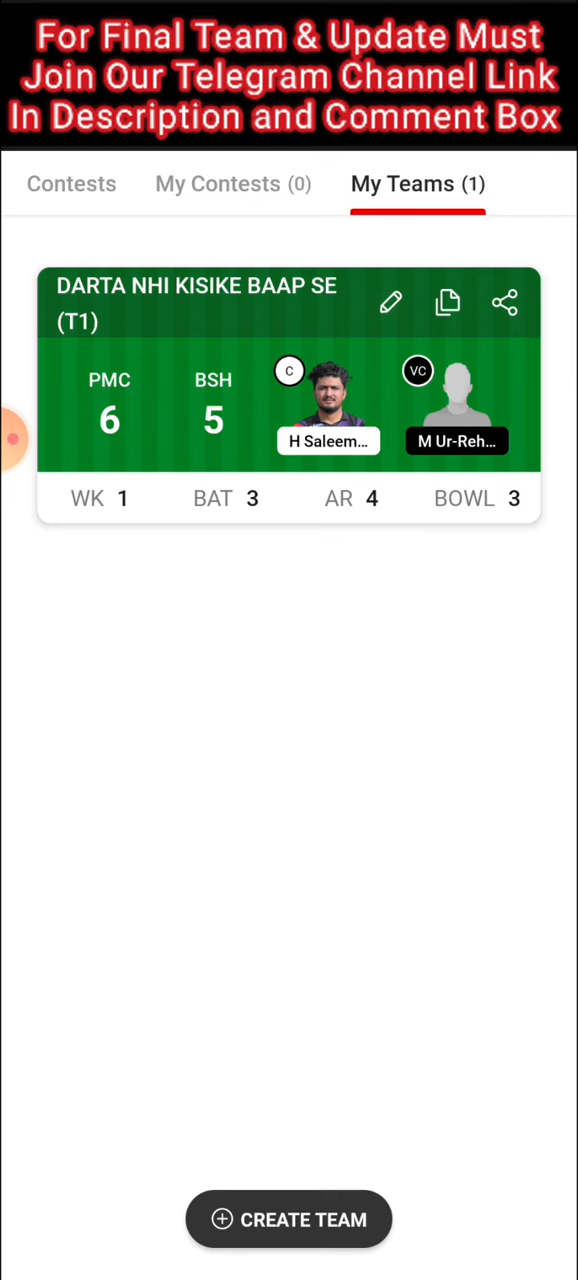 For Final Team & Update Must
Join Our Telegram Channel Link
In Description and Comment Box
Contests My Contests (0) My Teams (1)
DARTA NHI KISIKE BAAP SE
(T1)
C VC
PMC BSH
6 5
H Saleem... M Ur-Reh...
WK 1 BAT 3 AR 4 BOWL 3
CREATE TEAM